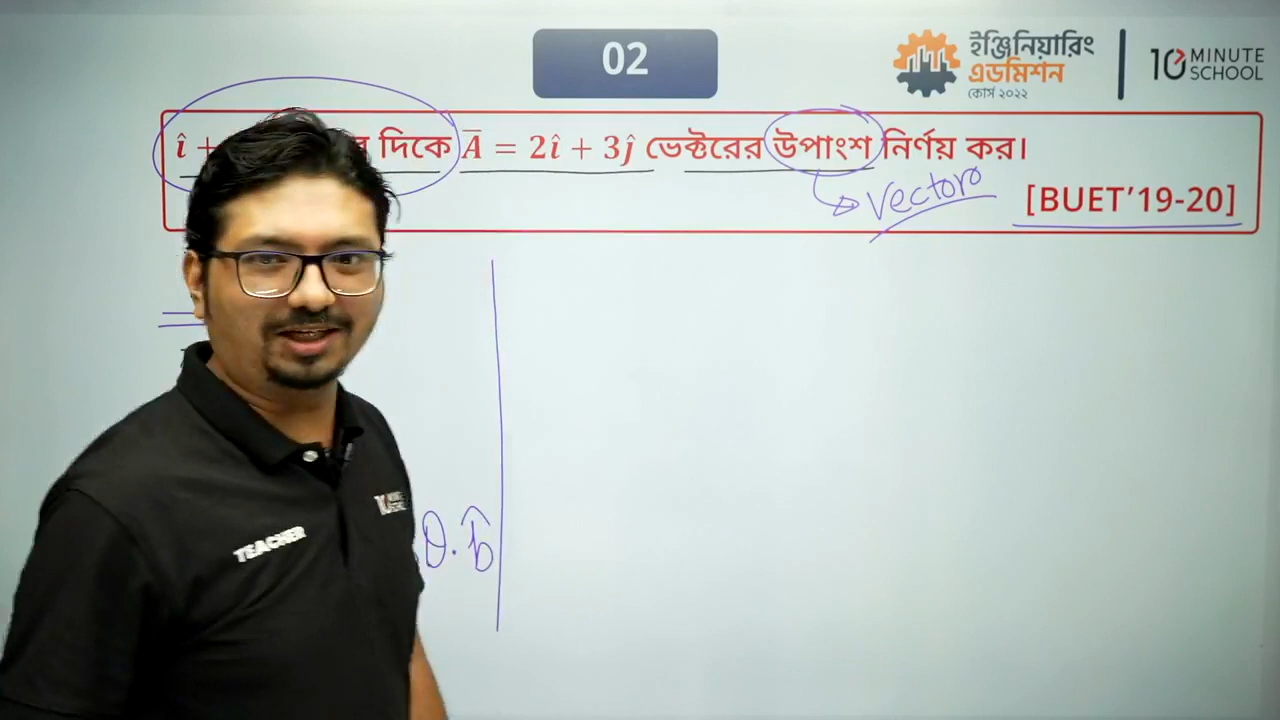 02
ইঞ্জিনিয়ারিং
এডমিশন
কোর্স ২০২২
10 MINUTE SCHOOL
î + দিকে A̅ = 2î + 3ĵ ভেক্টরের উপাংশ নির্ণয় কর।
Vector
[BUET’19-20]
=
θ. b̂
TEACHER